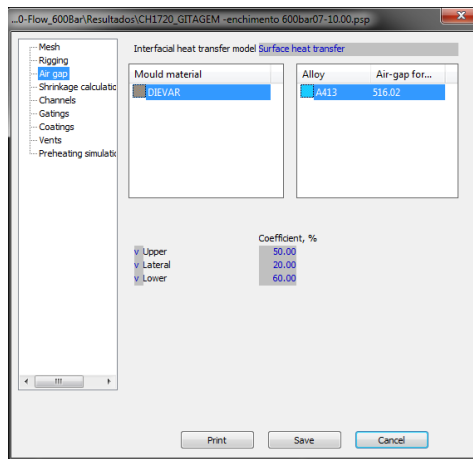 ...0-Flow_600Bar\Resultados\CH1720_GITAGEM -enchimento 600bar07-10.00.psp
Mesh
Rigging
Air gap
Shrinkage calculatic
Channels
Gatings
Coatings
Vents
Preheating simulatic
Interfacial heat transfer model Surface heat transfer
Mould material
DIEVAR
Alloy Air-gap for...
A413 516.02
Coefficient, %
v Upper 50.00
v Lateral 20.00
v Lower 60.00
Print Save Cancel